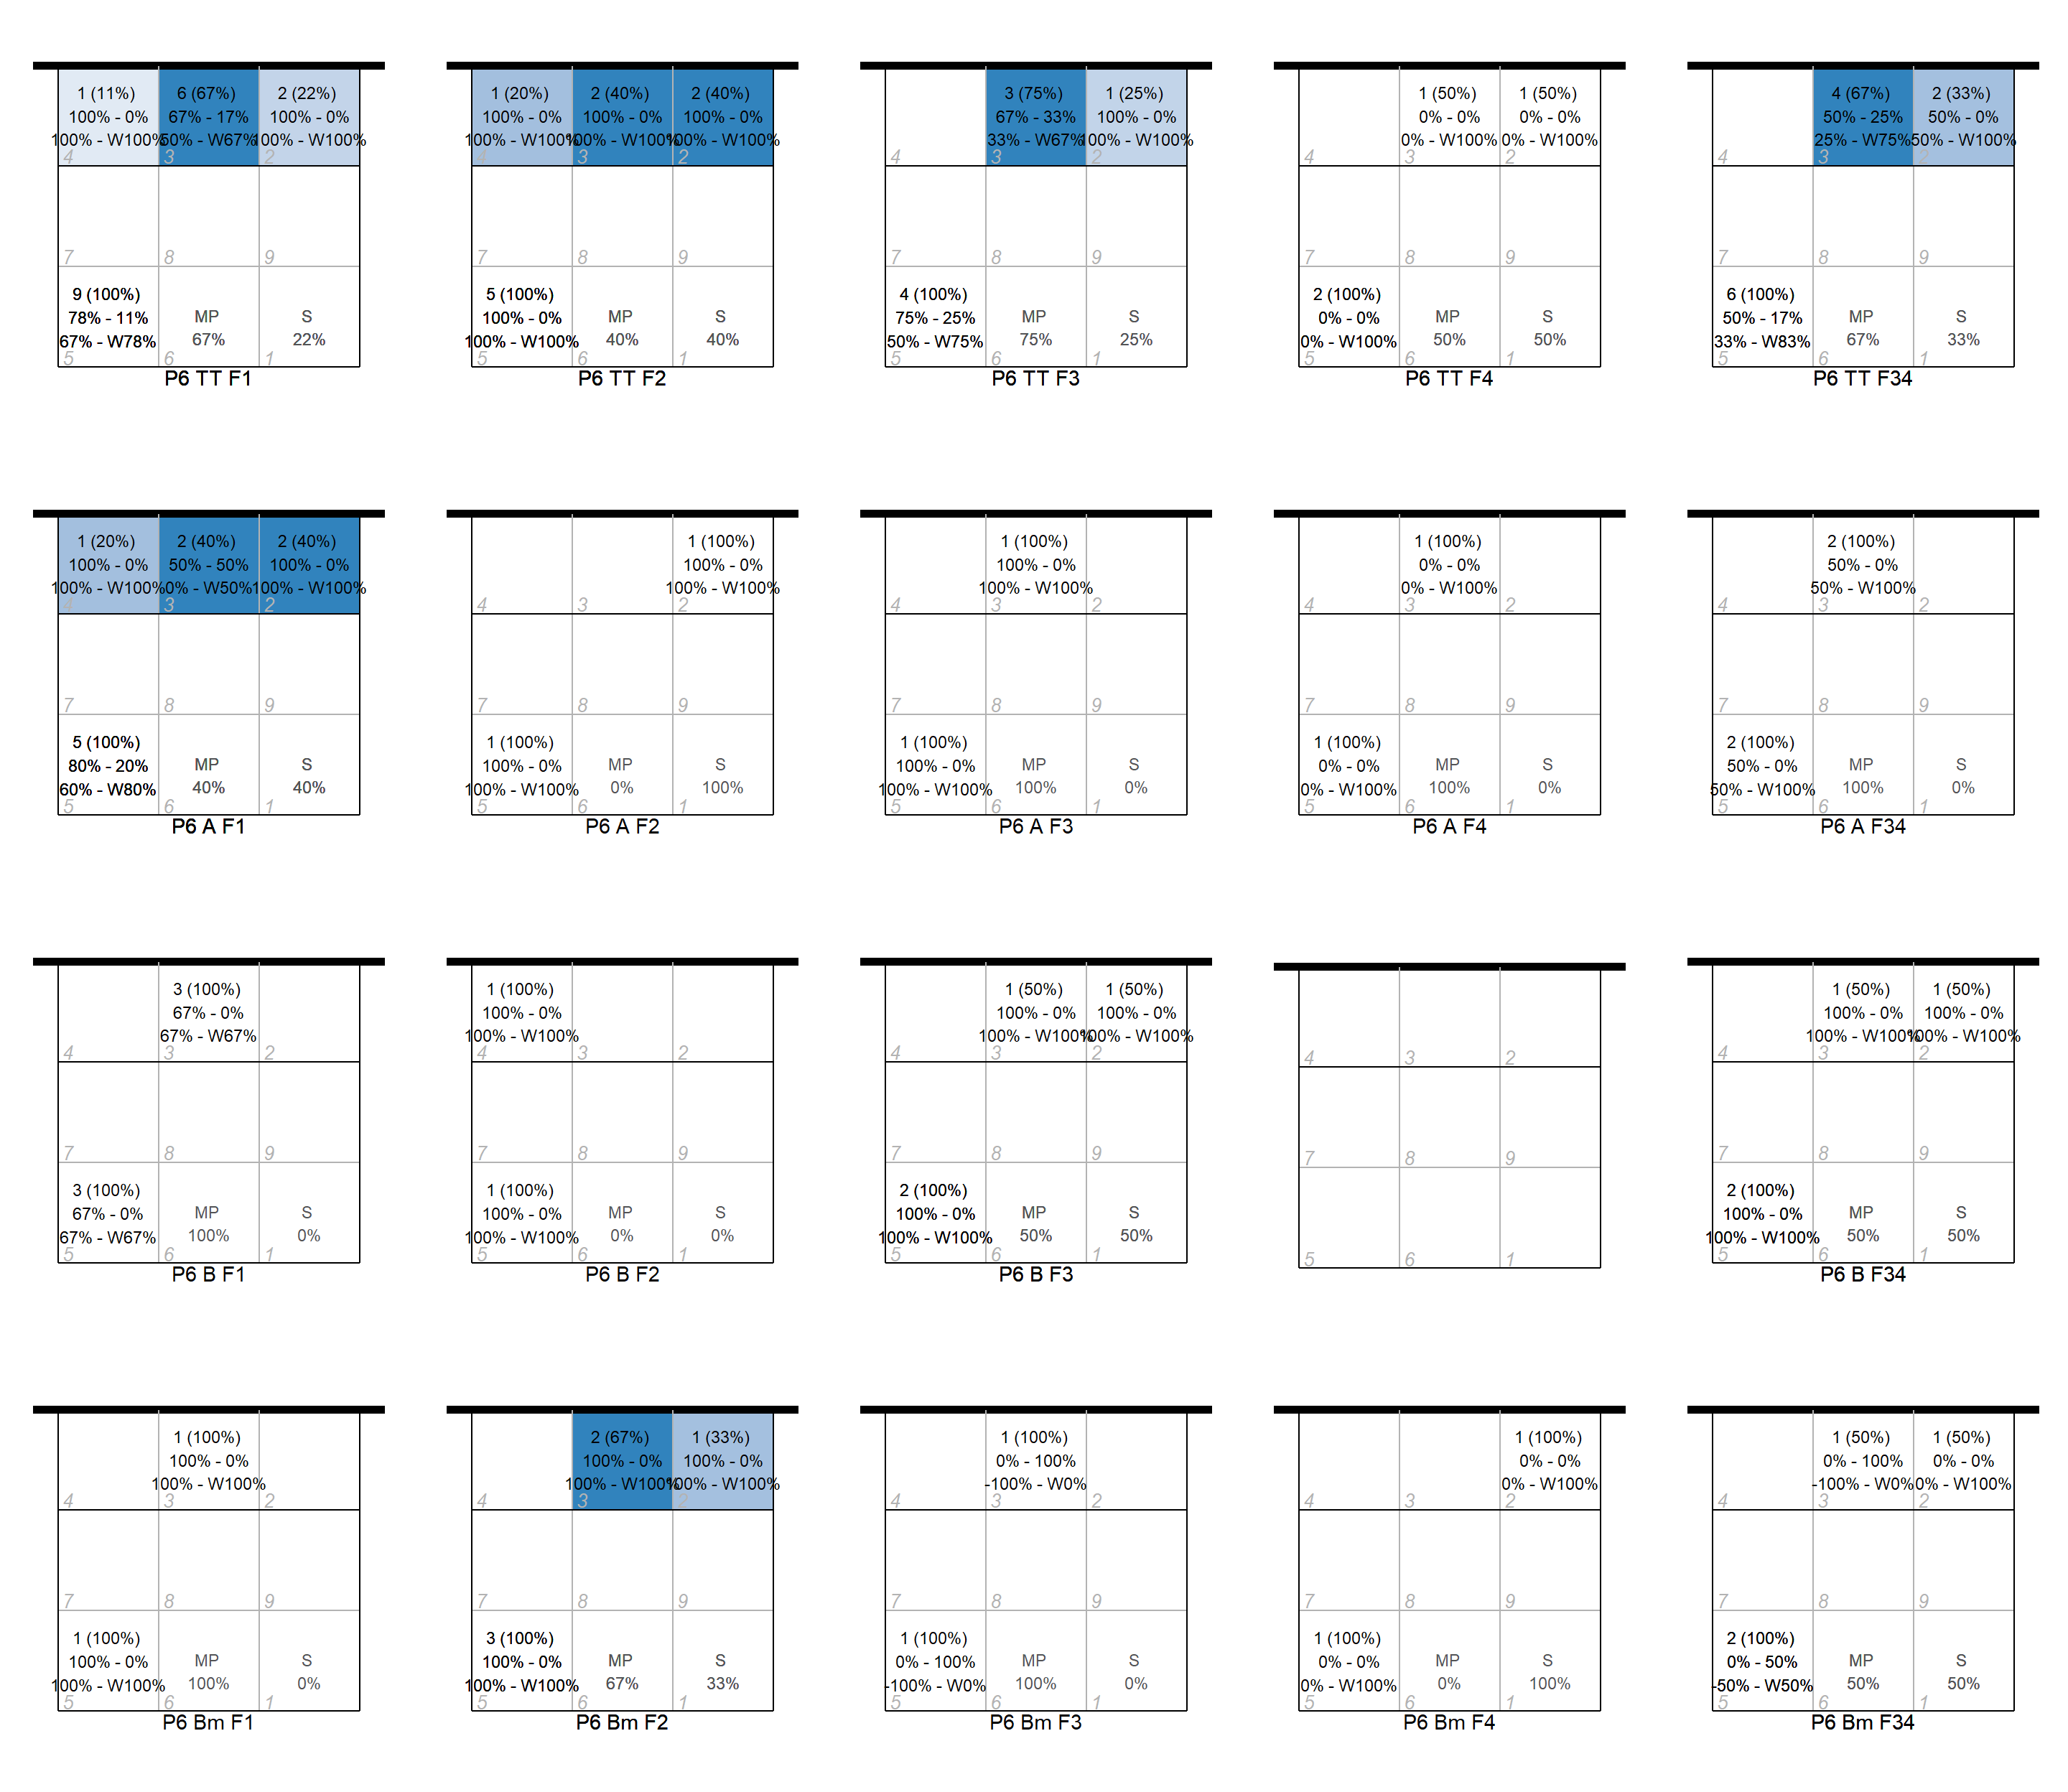 1 (11%)
100% - 0%
100% - W100%
4
6 (67%)
67% - 17%
50% - W67%
3
2 (22%)
100% - 0%
100% - W100%
2
7
8
9
9 (100%)
78% - 11%
67% - W78%
5
MP
67%
6
S
22%
1
P6 TT F1
1 (20%)
100% - 0%
100% - W100%
4
2 (40%)
100% - 0%
100% - W100%
3
2 (40%)
100% - 0%
100% - W100%
2
7
8
9
5 (100%)
100% - 0%
100% - W100%
5
MP
40%
6
S
40%
1
P6 TT F2
4
3 (75%)
67% - 33%
33% - W67%
3
1 (25%)
100% - 0%
100% - W100%
2
7
8
9
4 (100%)
75% - 25%
50% - W75%
5
MP
75%
6
S
25%
1
P6 TT F3
4
1 (50%)
0% - 0%
0% - W100%
3
1 (50%)
0% - 0%
0% - W100%
2
7
8
9
2 (100%)
0% - 0%
0% - W100%
5
MP
50%
6
S
50%
1
P6 TT F4
4
4 (67%)
50% - 25%
25% - W75%
3
2 (33%)
50% - 0%
50% - W100%
2
7
8
9
6 (100%)
50% - 17%
33% - W83%
5
MP
67%
6
S
33%
1
P6 TT F34
1 (20%)
100% - 0%
100% - W100%
4
2 (40%)
50% - 50%
0% - W50%
3
2 (40%)
100% - 0%
100% - W100%
2
7
8
9
5 (100%)
80% - 20%
60% - W80%
5
MP
40%
6
S
40%
1
P6 A F1
4
3
1 (100%)
100% - 0%
100% - W100%
2
7
8
9
1 (100%)
100% - 0%
100% - W100%
5
MP
0%
6
S
100%
1
P6 A F2
4
1 (100%)
100% - 0%
100% - W100%
3
2
7
8
9
1 (100%)
100% - 0%
100% - W100%
5
MP
100%
6
S
0%
1
P6 A F3
4
1 (100%)
0% - 0%
0% - W100%
3
2
7
8
9
1 (100%)
0% - 0%
0% - W100%
5
MP
100%
6
S
0%
1
P6 A F4
4
2 (100%)
50% - 0%
50% - W100%
3
2
7
8
9
2 (100%)
50% - 0%
50% - W100%
5
MP
100%
6
S
0%
1
P6 A F34
4
3 (100%)
67% - 0%
67% - W67%
3
2
7
8
9
3 (100%)
67% - 0%
67% - W67%
5
MP
100%
6
S
0%
1
P6 B F1
1 (100%)
100% - 0%
100% - W100%
4
3
2
7
8
9
1 (100%)
100% - 0%
100% - W100%
5
MP
0%
6
S
0%
1
P6 B F2
4
1 (50%)
100% - 0%
100% - W100%
3
1 (50%)
100% - 0%
100% - W100%
2
7
8
9
2 (100%)
100% - 0%
100% - W100%
5
MP
50%
6
S
50%
1
P6 B F3
4
3
2
7
8
9
5
6
1
4
1 (50%)
100% - 0%
100% - W100%
3
1 (50%)
100% - 0%
100% - W100%
2
7
8
9
2 (100%)
100% - 0%
100% - W100%
5
MP
50%
6
S
50%
1
P6 B F34
4
1 (100%)
100% - 0%
100% - W100%
3
2
7
8
9
1 (100%)
100% - 0%
100% - W100%
5
MP
100%
6
S
0%
1
P6 Bm F1
4
2 (67%)
100% - 0%
100% - W100%
3
1 (33%)
100% - 0%
100% - W100%
2
7
8
9
3 (100%)
100% - 0%
100% - W100%
5
MP
67%
6
S
33%
1
P6 Bm F2
4
1 (100%)
0% - 100%
-100% - W0%
3
2
7
8
9
1 (100%)
0% - 100%
-100% - W0%
5
MP
100%
6
S
0%
1
P6 Bm F3
4
3
1 (100%)
0% - 0%
0% - W100%
2
7
8
9
1 (100%)
0% - 0%
0% - W100%
5
MP
0%
6
S
100%
1
P6 Bm F4
4
1 (50%)
0% - 100%
-100% - W0%
3
1 (50%)
0% - 0%
0% - W100%
2
7
8
9
2 (100%)
0% - 50%
-50% - W50%
5
MP
50%
6
S
50%
1
P6 Bm F34